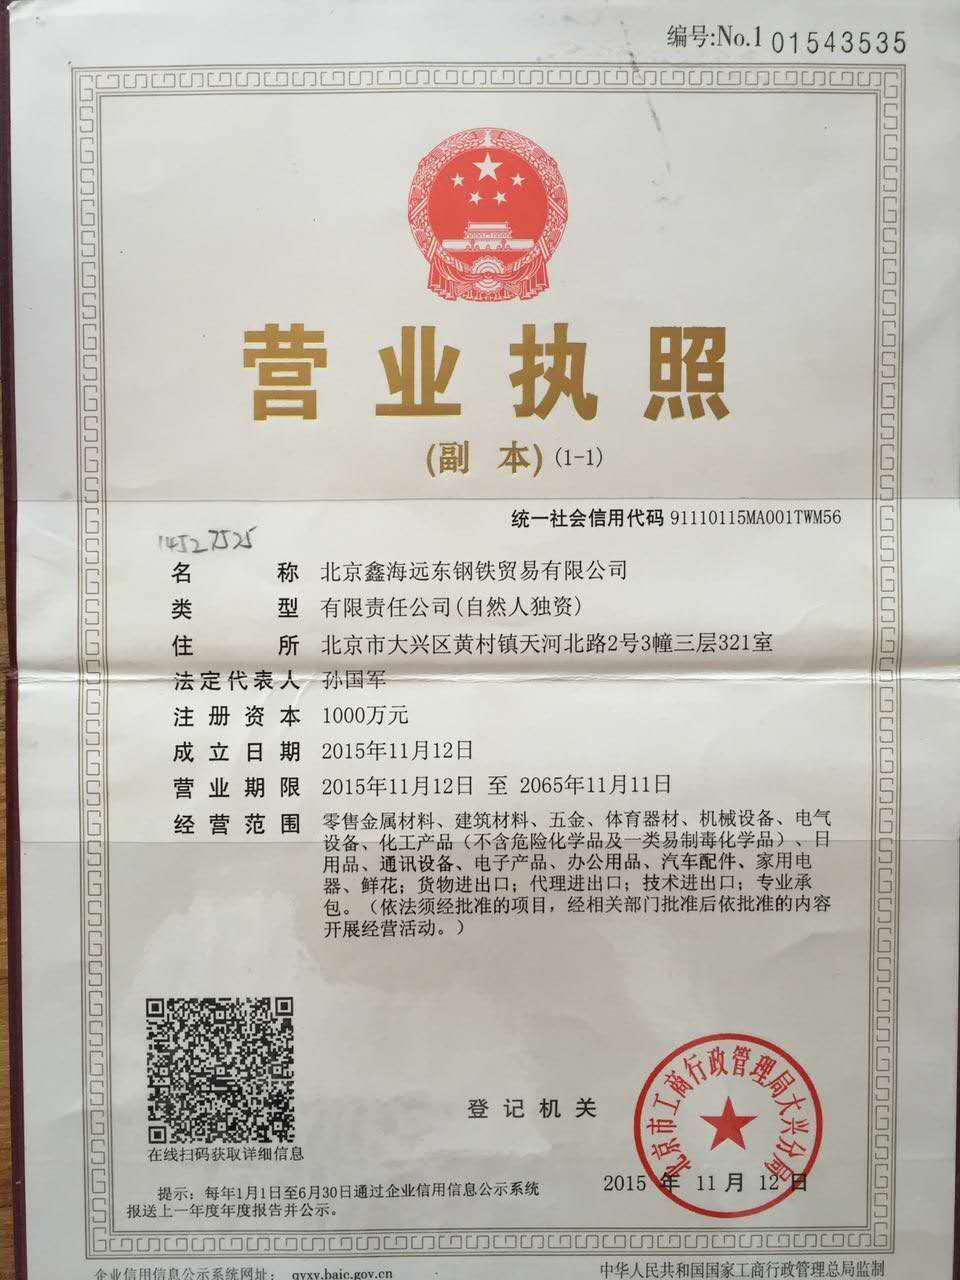 编号:No.1 01543535
营业执照
(副 本) (1-1)
统一社会信用代码 91110115MA001TWM56
14527525
名称 北京鑫海远东钢铁贸易有限公司
类型 有限责任公司(自然人独资)
住所 北京市大兴区黄村镇天河北路2号3幢三层321室
法定代表人 孙国军
注册资本 1000万元
成立日期 2015年11月12日
营业期限 2015年11月12日 至 2065年11月11日
经营范围 零售金属材料、建筑材料、五金、体育器材、机械设备、电气
设备、化工产品（不含危险化学品及一类易制毒化学品）、日
用品、通讯设备、电子产品、办公用品、汽车配件、家用电
器、鲜花；货物进出口；代理进出口；技术进出口；专业承
包。（依法须经批准的项目，经相关部门批准后依批准的内容
开展经营活动。）
在线扫码获取详细信息
登记机关
北京市工商行政管理局大兴分局
2015 年 11 月 12 日
提示：每年1月1日至6月30日通过企业信用信息公示系统
报送上一年度年度报告并公示。
企业信用信息公示系统网址： qyxy.baic.gov.cn
中华人民共和国国家工商行政管理总局监制